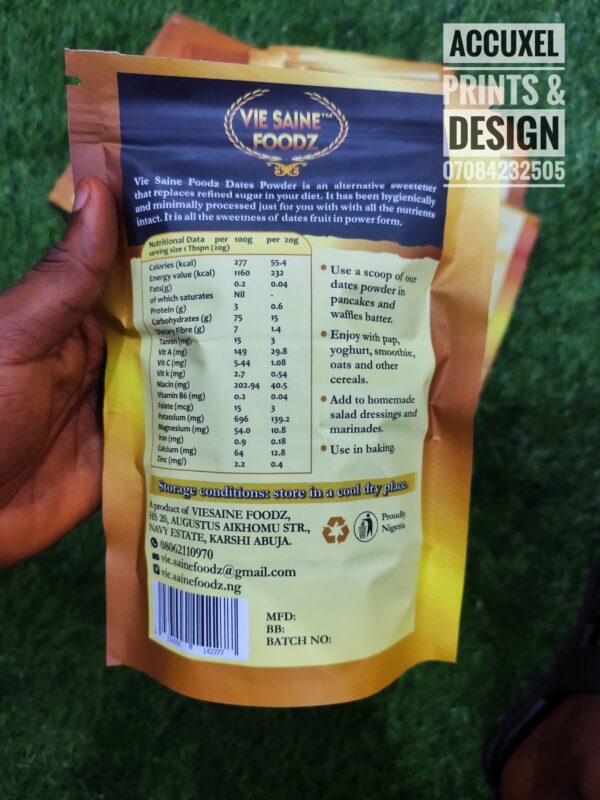 ACCUXEL
PRINTS &
DESIGN
07084232505
VIE SAINE™
FOODZ
Vie Saine Foodz Dates Powder is an alternative sweetener
that replaces refined sugar in your diet. It has been hygienically
and minimally processed just for you with with all the nutrients
intact. It is all the sweetness of dates fruit in power form.
Nutritional Data per 100g per 20g
serving size 1 Tbspn (20g)
Calories (kcal) 277 55.4
Energy value (kcal) 1160 232
Fats(g) 0.2 0.04
of which saturates Nil -
Protein (g) 3 0.6
Carbohydrates (g) 75 15
Dietary Fibre (g) 7 1.4
Tannin (mg) 15 3
Vit A (mg) 149 29.8
Vit C (mg) 5.44 1.08
Vit k (mg) 2.7 0.54
Niacin (mg) 202.94 40.5
Vitamin B6 (mg) 0.2 0.04
Folate (mcg) 15 3
Potassium (mg) 696 139.2
Magnesium (mg) 54.0 10.8
Iron (mg) 0.9 0.18
Calcium (mg) 64 12.8
Zinc (mg/) 2.2 0.4
• Use a scoop of our
dates powder in
pancakes and
waffles batter.
• Enjoy with pap,
yoghurt, smoothie,
oats and other
cereals.
• Add to homemade
salad dressings and
marinades.
• Use in baking.
Storage conditions: store in a cool dry place.
A product of VIESAINE FOODZ,
HS 20, AUGUSTUS AIKHOMU STR.,
NAVY ESTATE, KARSHI ABUJA.
08062110970
vie.sainefoodz@gmail.com
vie.sainefoodz.ng
Proudly
Nigeria
MFD:
BB:
BATCH NO: